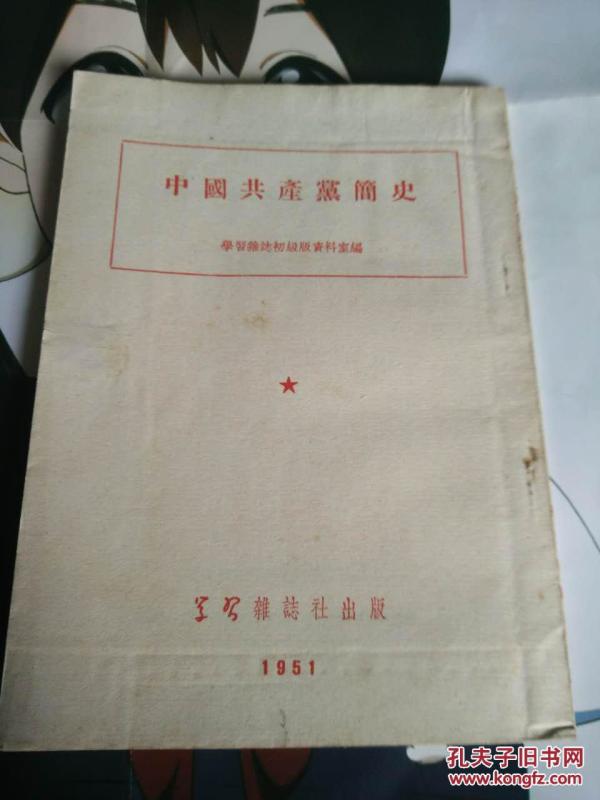 中國共產黨簡史
學習雜誌初級版資料室編
学習 雜誌社出版
1951
孔夫子旧书网
www.kongfz.com